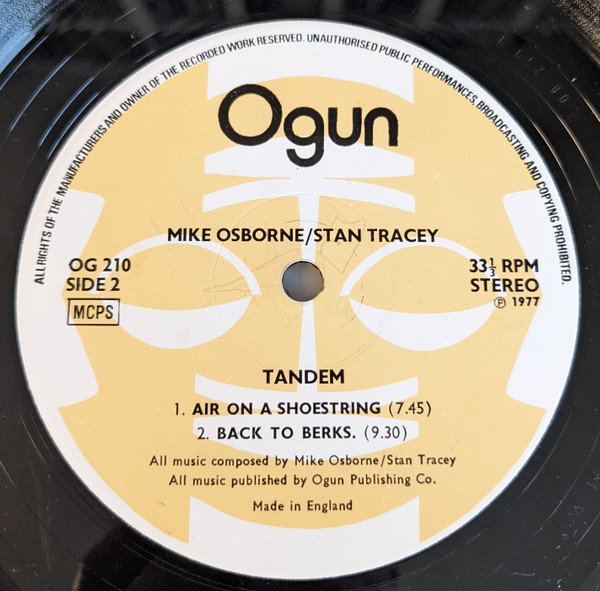 ALL RIGHTS OF THE MANUFACTURERS AND OWNER OF THE RECORDED WORK RESERVED. UNAUTHORISED PUBLIC PERFORMANCES, BROADCASTING AND COPYING PROHIBITED.
Ogun
MIKE OSBORNE/STAN TRACEY
OG 210
SIDE 2
MCPS
33⅓ RPM
STEREO
℗ 1977
TANDEM
1. AIR ON A SHOESTRING (7.45)
2. BACK TO BERKS. (9.30)
All music composed by Mike Osborne/Stan Tracey
All music published by Ogun Publishing Co.
Made in England